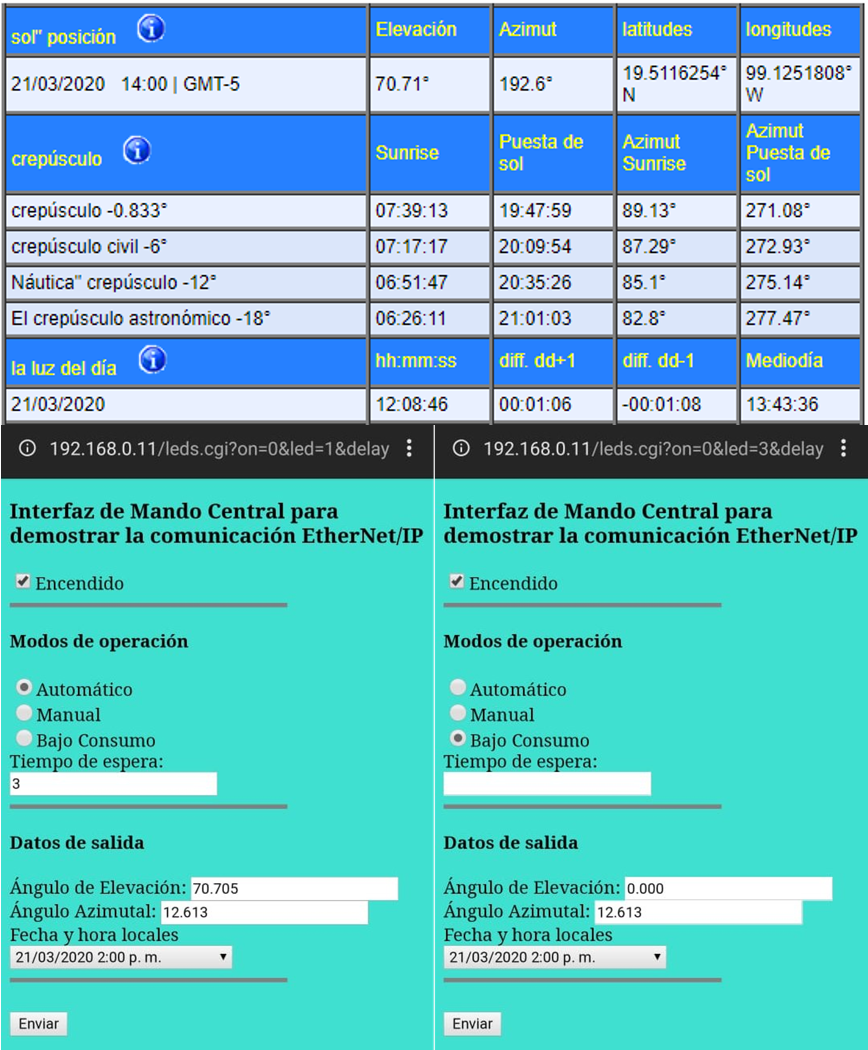 sol" posición Elevación Azimut latitudes longitudes
21/03/2020 14:00 | GMT-5 70.71° 192.6° 19.5116254° N 99.1251808° W
crepúsculo Sunrise Puesta de sol Azimut Sunrise Azimut Puesta de sol
crepúsculo -0.833° 07:39:13 19:47:59 89.13° 271.08°
crepúsculo civil -6° 07:17:17 20:09:54 87.29° 272.93°
Náutica" crepúsculo -12° 06:51:47 20:35:26 85.1° 275.14°
El crepúsculo astronómico -18° 06:26:11 21:01:03 82.8° 277.47°
la luz del día hh:mm:ss diff. dd+1 diff. dd-1 Mediodía
21/03/2020 12:08:46 00:01:06 -00:01:08 13:43:36
192.168.0.11/leds.cgi?on=0&led=1&delay
Interfaz de Mando Central para
demostrar la comunicación EtherNet/IP
Encendido
Modos de operación
Automático
Manual
Bajo Consumo
Tiempo de espera:
3
Datos de salida
Ángulo de Elevación: 70.705
Ángulo Azimutal: 12.613
Fecha y hora locales
21/03/2020 2:00 p. m.
Enviar
192.168.0.11/leds.cgi?on=0&led=3&delay
Interfaz de Mando Central para
demostrar la comunicación EtherNet/IP
Encendido
Modos de operación
Automático
Manual
Bajo Consumo
Tiempo de espera:
Datos de salida
Ángulo de Elevación: 0.000
Ángulo Azimutal: 12.613
Fecha y hora locales
21/03/2020 2:00 p. m.
Enviar